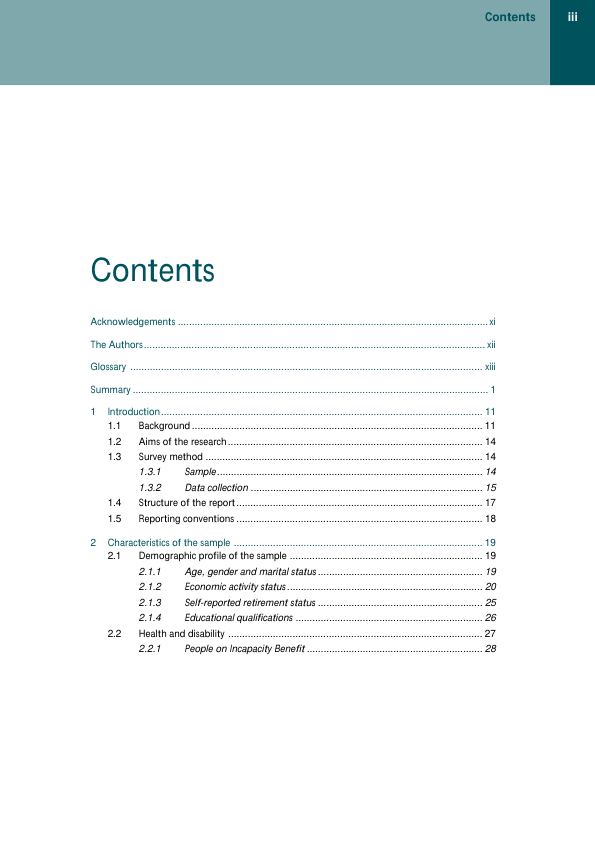 Contents iii
Contents
Acknowledgements ................................................................................................................ xi
The Authors ........................................................................................................................... xii
Glossary ............................................................................................................................... xiii
Summary ................................................................................................................................ 1
1 Introduction .................................................................................................................... 11
1.1 Background ......................................................................................................... 11
1.2 Aims of the research ............................................................................................ 14
1.3 Survey method .................................................................................................... 14
1.3.1 Sample ................................................................................................ 14
1.3.2 Data collection .................................................................................... 15
1.4 Structure of the report ......................................................................................... 17
1.5 Reporting conventions ......................................................................................... 18
2 Characteristics of the sample .......................................................................................... 19
2.1 Demographic profile of the sample ...................................................................... 19
2.1.1 Age, gender and marital status ............................................................ 19
2.1.2 Economic activity status ....................................................................... 20
2.1.3 Self-reported retirement status ............................................................ 25
2.1.4 Educational qualifications .................................................................... 26
2.2 Health and disability ............................................................................................ 27
2.2.1 People on Incapacity Benefit ................................................................ 28